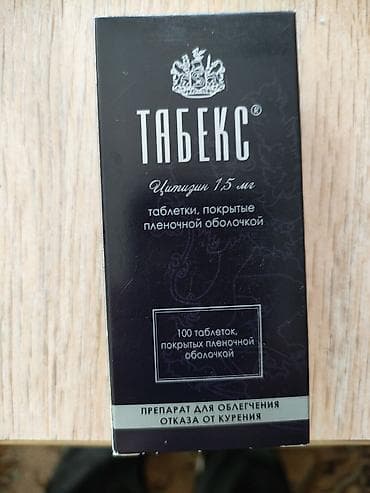 ТАБЕКС®
Цитизин 1,5 мг
таблетки, покрытые
пленочной оболочкой
100 таблеток,
покрытых пленочной
оболочкой
ПРЕПАРАТ ДЛЯ ОБЛЕГЧЕНИЯ
ОТКАЗА ОТ КУРЕНИЯ